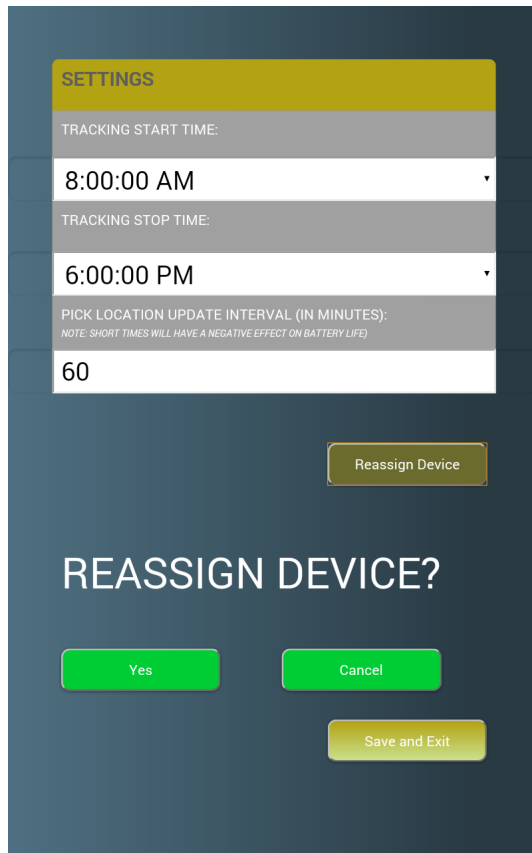 SETTINGS
TRACKING START TIME:
8:00:00 AM
TRACKING STOP TIME:
6:00:00 PM
PICK LOCATION UPDATE INTERVAL (IN MINUTES):
NOTE: SHORT TIMES WILL HAVE A NEGATIVE EFFECT ON BATTERY LIFE)
60
Reassign Device
REASSIGN DEVICE?
Yes
Cancel
Save and Exit